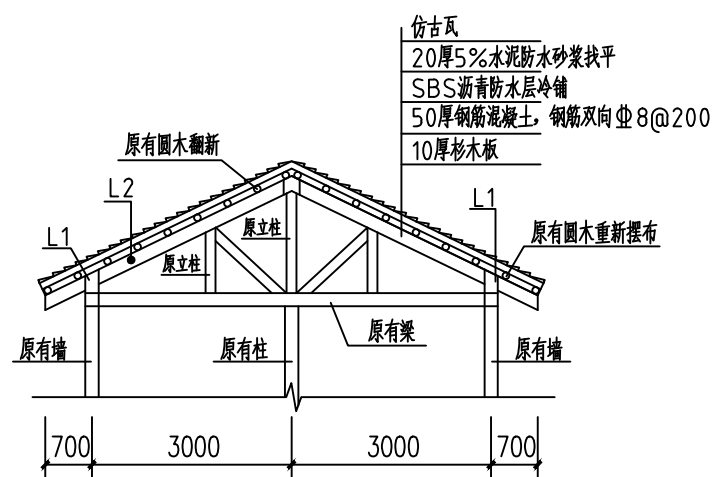 仿古瓦
20厚5%水泥防水砂浆找平
SBS沥青防水层冷铺
50厚钢筋混凝土，钢筋双向Φ8@200
10厚杉木板
原有圆木翻新
L2
L1
L1
原有圆木重新摆布
原立柱
原立柱
原有梁
原有墙
原有柱
原有墙
700
3000
3000
700